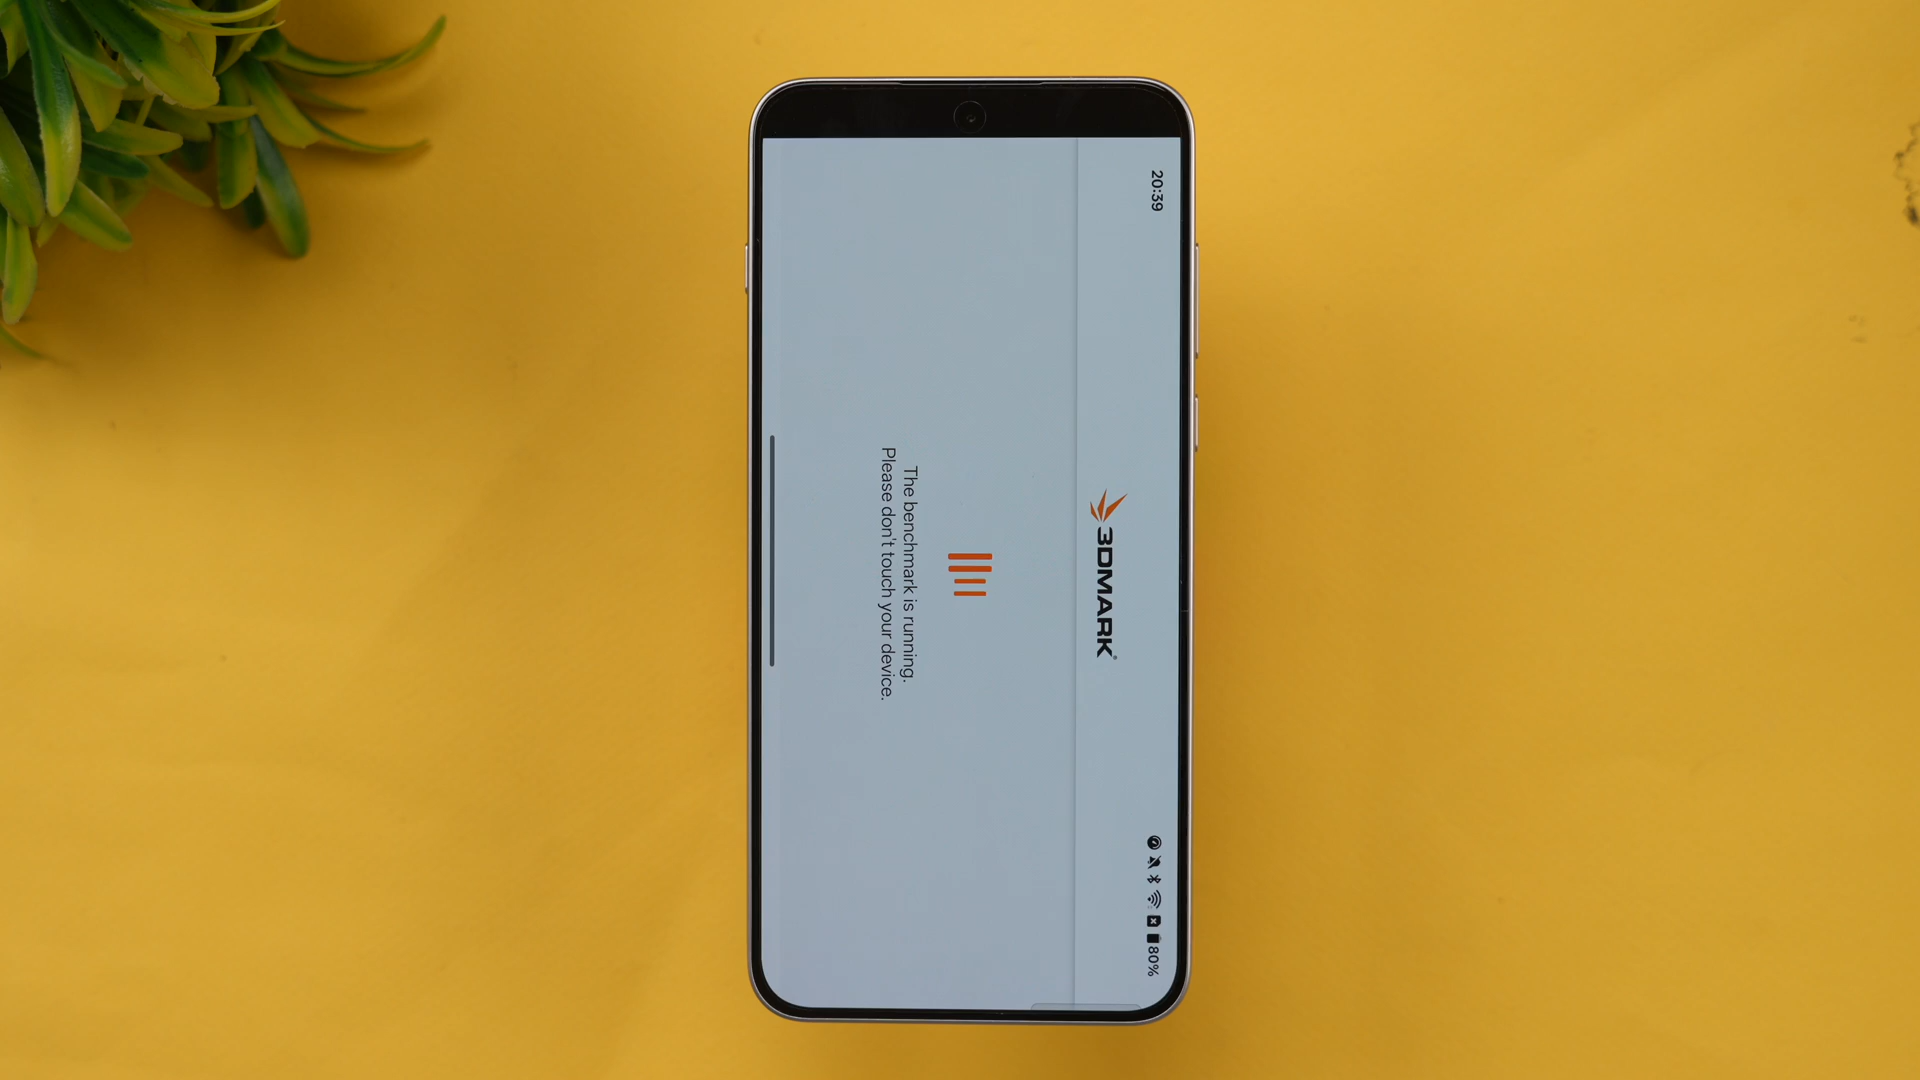 20:39
80%
3DMARK®
The benchmark is running.
Please don't touch your device.